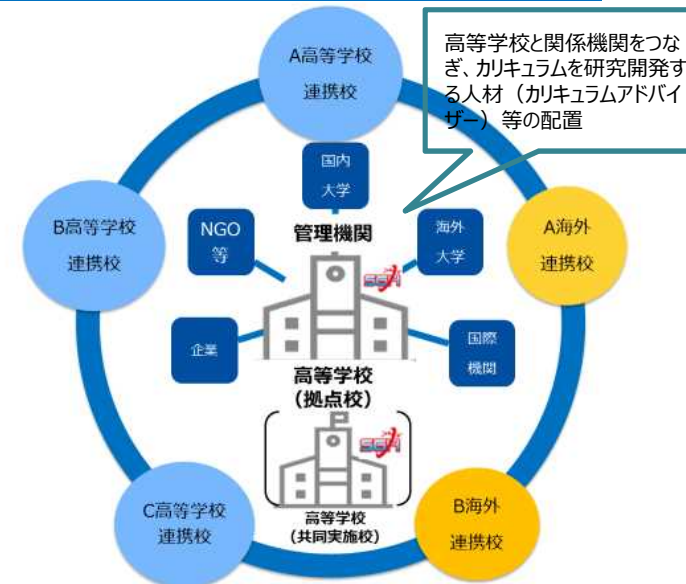 高等学校と関係機関をつな
ぎ、カリキュラムを研究開発す
る人材（カリキュラムアドバイ
ザー）等の配置
A高等学校
連携校
国内
大学
B高等学校
連携校
NGO
等
管理機関
海外
大学
A海外
連携校
SGH
企業
国際
機関
高等学校
（拠点校）
SGH
C高等学校
連携校
高等学校
（共同実施校）
B海外
連携校